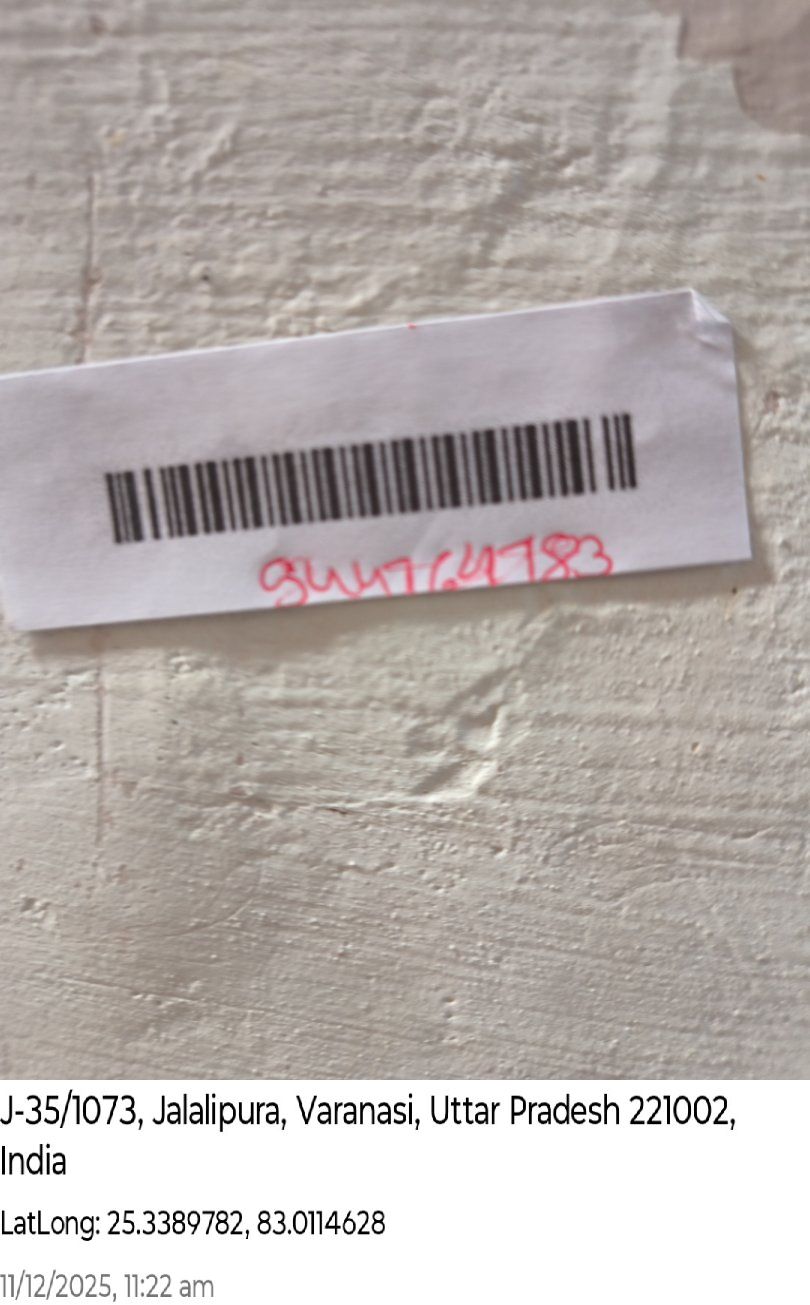 9447764783
J-35/1073, Jalalipura, Varanasi, Uttar Pradesh 221002,
India
LatLong: 25.3389782, 83.0114628
11/12/2025, 11:22 am